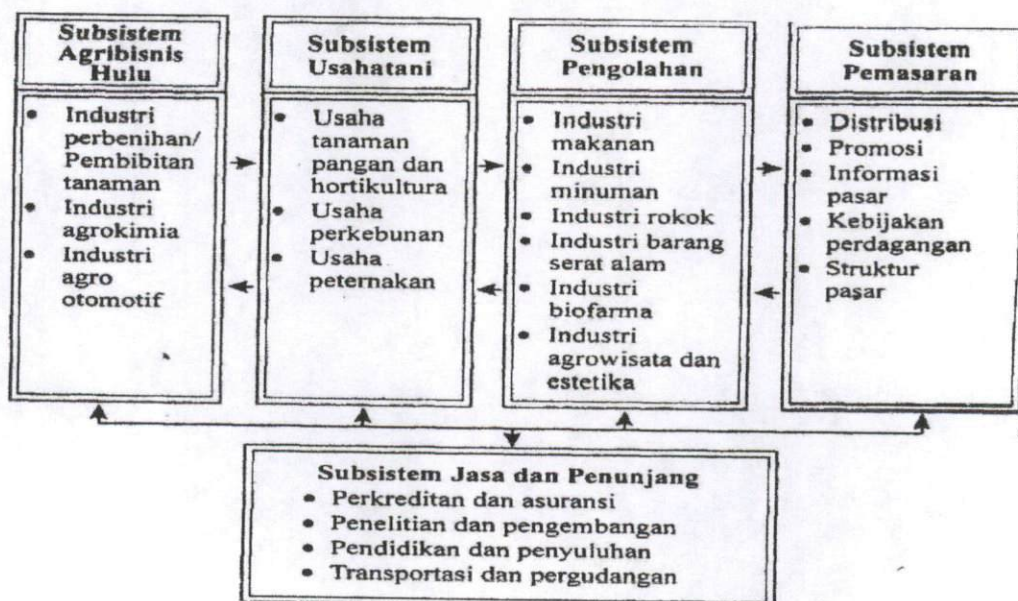 Subsistem
Agribisnis
Hulu
• Industri
perbenihan/
Pembibitan
tanaman
• Industri
agrokimia
• Industri
agro
otomotif
Subsistem
Usahatani
• Usaha
tanaman
pangan dan
hortikultura
• Usaha
perkebunan
• Usaha
peternakan
Subsistem
Pengolahan
• Industri
makanan
• Industri
minuman
• Industri rokok
• Industri barang
serat alam
• Industri
biofarma
• Industri
agrowisata dan
estetika
Subsistem
Pemasaran
• Distribusi
• Promosi
• Informasi
pasar
• Kebijakan
perdagangan
• Struktur
pasar
Subsistem Jasa dan Penunjang
• Perkreditan dan asuransi
• Penelitian dan pengembangan
• Pendidikan dan penyuluhan
• Transportasi dan pergudangan